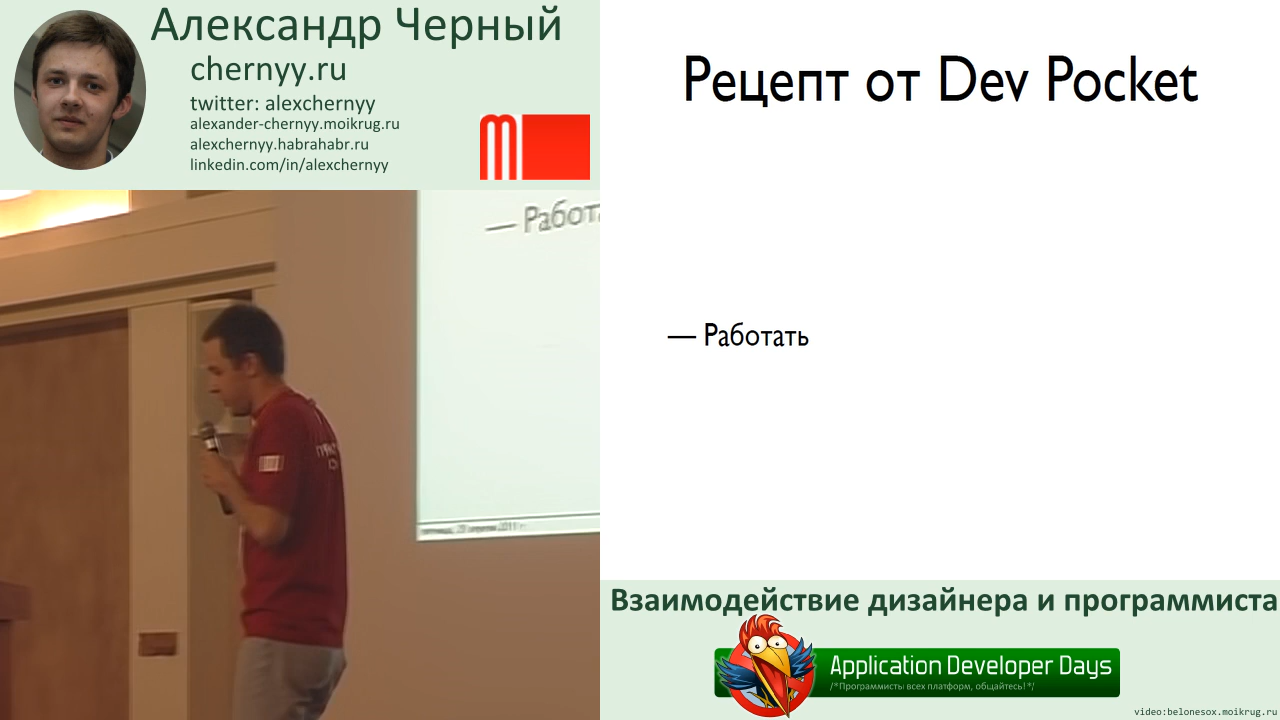 Александр Черный
chernyy.ru
twitter: alexchernyy
alexander-chernyy.moikrug.ru
alexchernyy.habrahabr.ru
linkedin.com/in/alexchernyy
Рецепт от Dev Pocket
— Работать
— Работа
Взаимодействие дизайнера и программиста
Application Developer Days
/*Программисты всех платформ, общайтесь!*/
video:belonesox.moikrug.ru